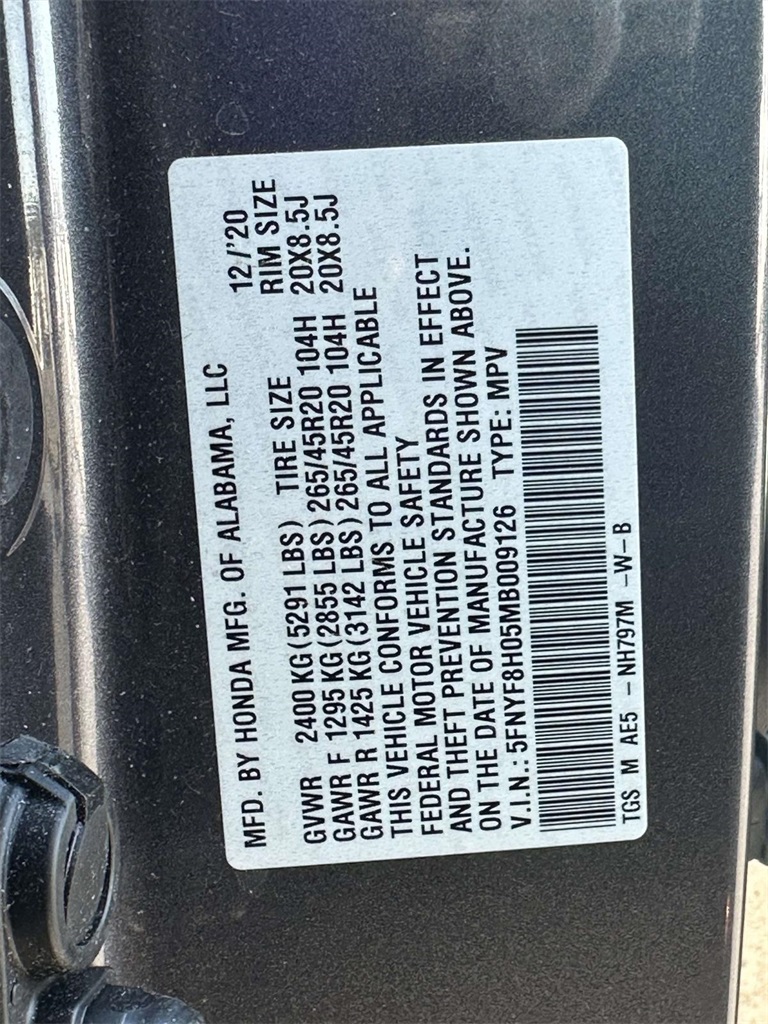 MFD. BY HONDA MFG. OF ALABAMA, LLC 12/'20
GVWR 2400 KG (5291 LBS) TIRE SIZE RIM SIZE
GAWR F 1295 KG (2855 LBS) 265/45R20 104H 20X8.5J
GAWR R 1425 KG (3142 LBS) 265/45R20 104H 20X8.5J
THIS VEHICLE CONFORMS TO ALL APPLICABLE
FEDERAL MOTOR VEHICLE SAFETY
AND THEFT PREVENTION STANDARDS IN EFFECT
ON THE DATE OF MANUFACTURE SHOWN ABOVE.
V.I.N.: 5FNYF8H05MB009126 TYPE: MPV
TGS M AE5 - NH797M -W-B